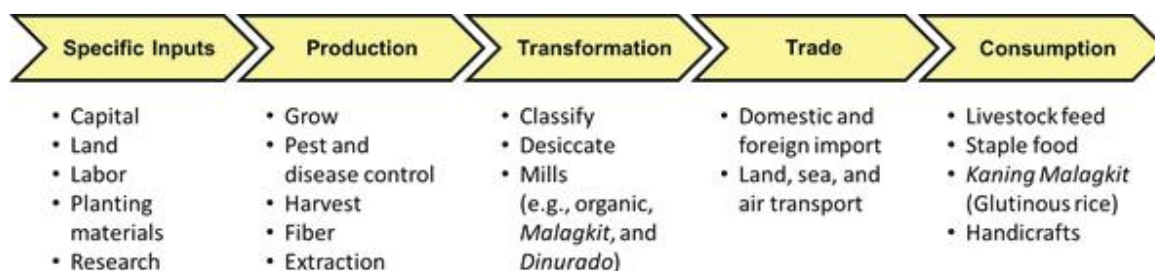 Specific Inputs
• Capital
• Land
• Labor
• Planting
materials
• Research
Production
• Grow
• Pest and
disease control
• Harvest
• Fiber
• Extraction
Transformation
• Classify
• Desiccate
• Mills
(e.g., organic,
Malagkit, and
Dinurado)
Trade
• Domestic and
foreign import
• Land, sea, and
air transport
Consumption
• Livestock feed
• Staple food
• Kaning Malagkit
(Glutinous rice)
• Handicrafts